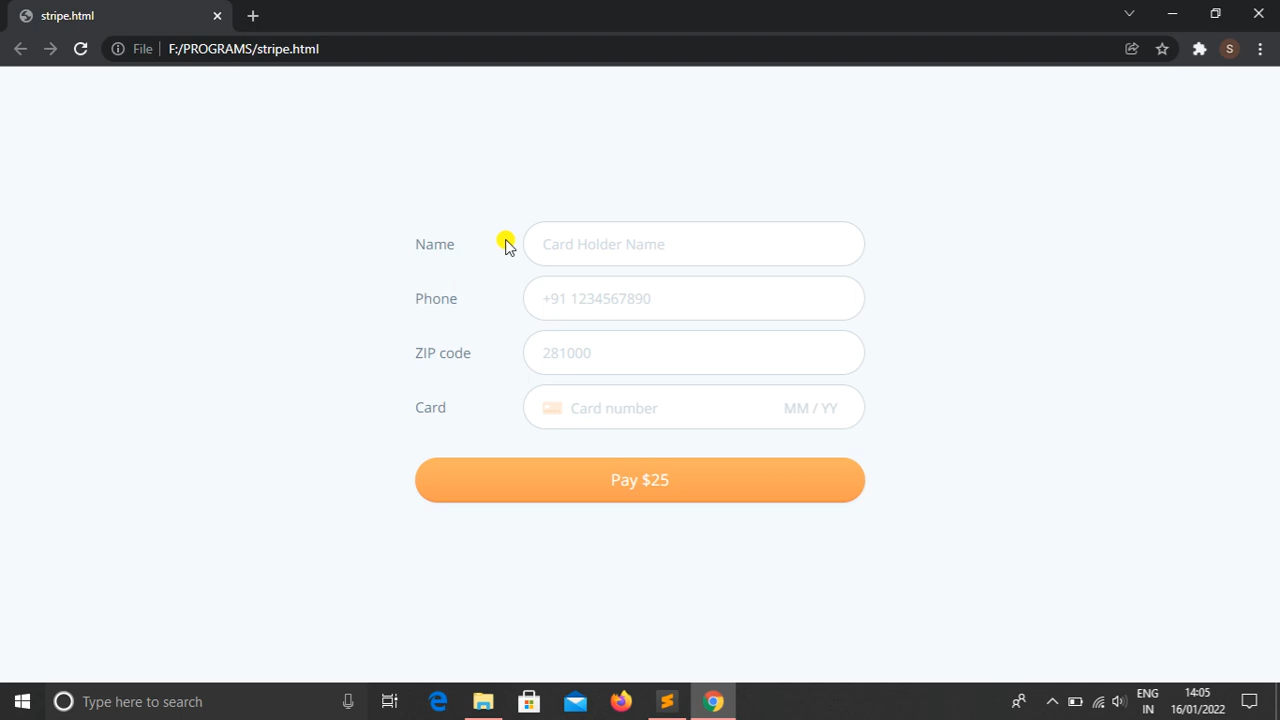 stripe.html
File
F:/PROGRAMS/stripe.html
S
Name
Card Holder Name
Phone
+91 1234567890
ZIP code
281000
Card
Card number
MM / YY
Pay $25
Type here to search
ENG
IN
14:05
16/01/2022